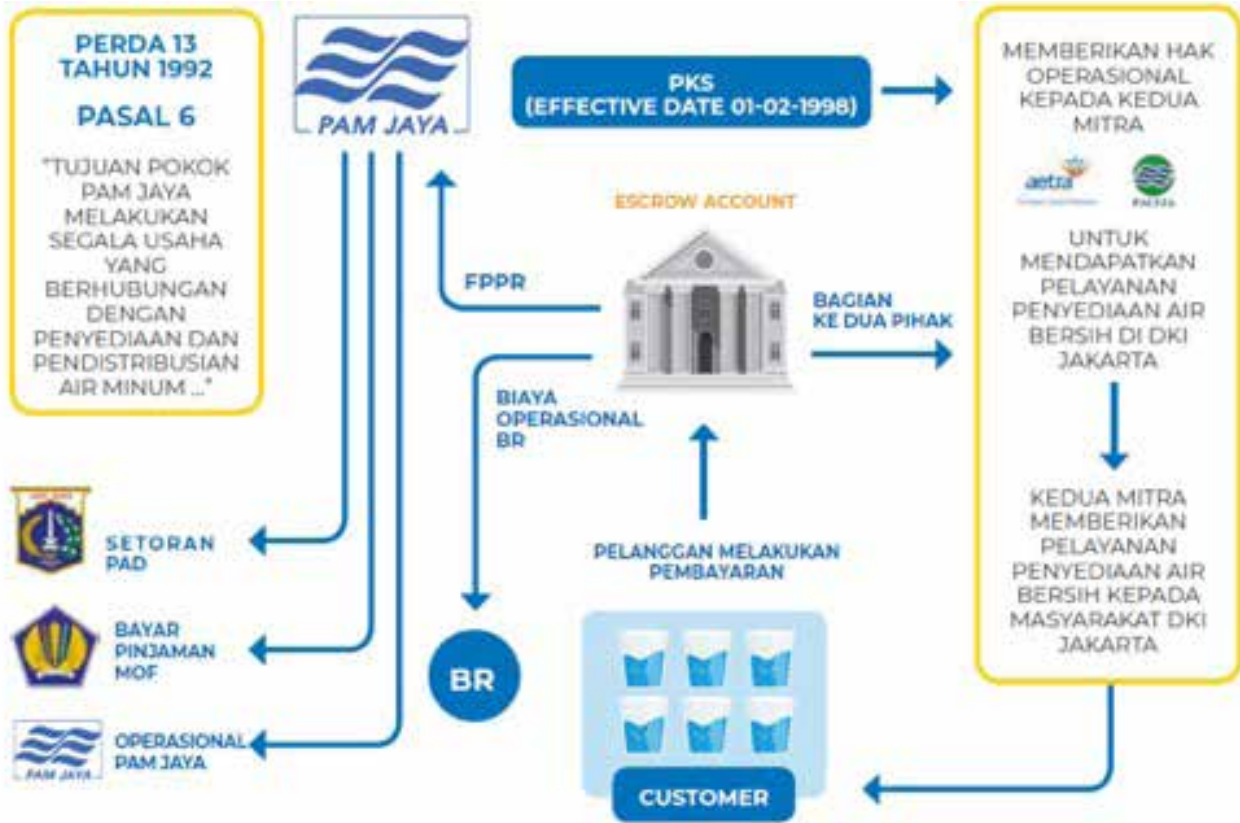 PERDA 13
TAHUN 1992
PASAL 6
"TUJUAN POKOK
PAM JAYA
MELAKUKAN
SEGALA USAHA
YANG
BERHUBUNGAN
DENGAN
PENYEDIAAN DAN
PENDISTRIBUSIAN
AIR MINUM ..."
PAM JAYA
PKS
(EFFECTIVE DATE 01-02-1998)
MEMBERIKAN HAK
OPERASIONAL
KEPADA KEDUA
MITRA
aetra
PALYJA
UNTUK
MENDAPATKAN
PELAYANAN
PENYEDIAAN AIR
BERSIH DI DKI
JAKARTA
KEDUA MITRA
MEMBERIKAN
PELAYANAN
PENYEDIAAN AIR
BERSIH KEPADA
MASYARAKAT DKI
JAKARTA
ESCROW ACCOUNT
FPPR
BAGIAN
KE DUA PIHAK
BIAYA
OPERASIONAL
BR
PELANGGAN MELAKUKAN
PEMBAYARAN
SETORAN
PAD
BAYAR
PINJAMAN
MOF
PAM JAYA
OPERASIONAL
PAM JAYA
BR
CUSTOMER